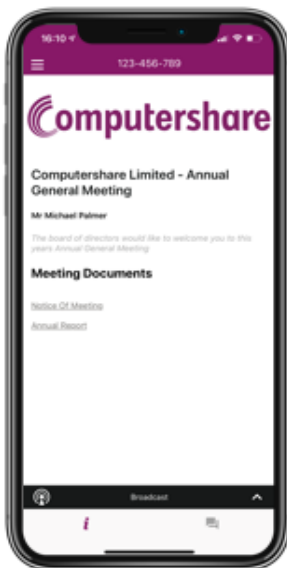 16:10
123-456-789
Computershare
Computershare Limited - Annual
General Meeting
Mr Michael Palmer
The board of directors would like to welcome you to this
years Annual General Meeting
Meeting Documents
Notice Of Meeting
Annual Report
Broadcast
i